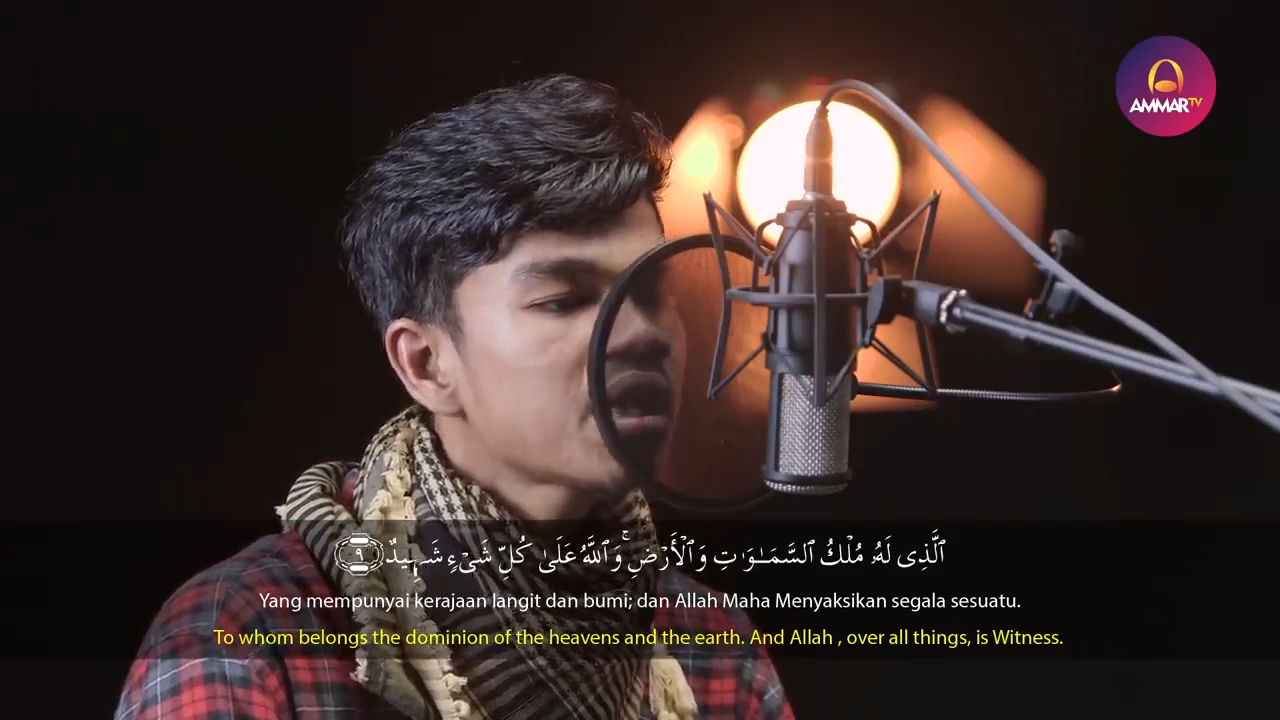 AMMARTV
ٱلَّذِى لَهُۥ مُلْكُ ٱلسَّمَـٰوَٰتِ وَٱلْأَرْضِ ۚ وَٱللَّهُ عَلَىٰ كُلِّ شَىْءٍۢ شَهِيدٌ ٩
Yang mempunyai kerajaan langit dan bumi; dan Allah Maha Menyaksikan segala sesuatu.
To whom belongs the dominion of the heavens and the earth. And Allah , over all things, is Witness.